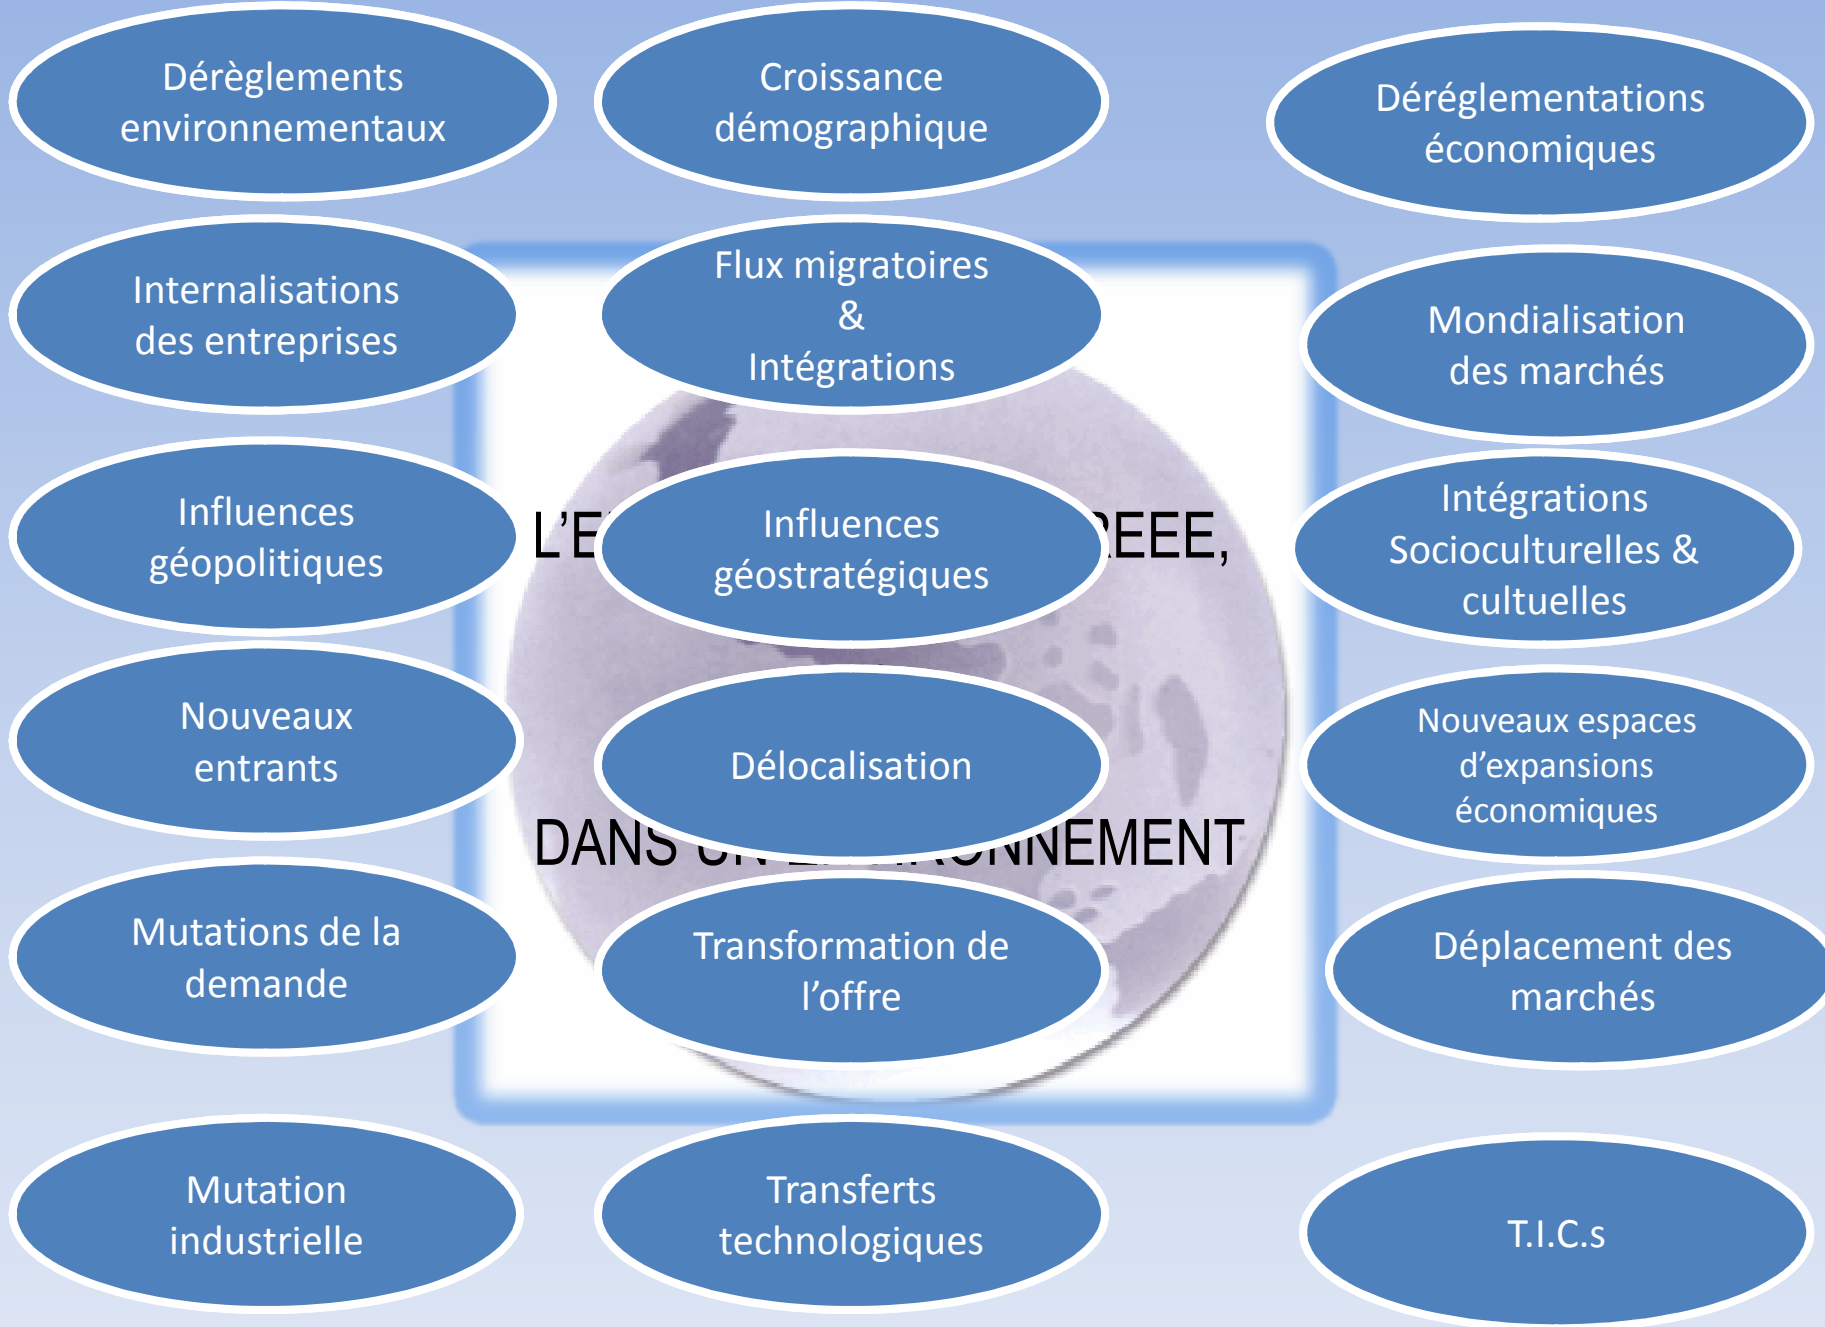 Dérèglements
environnementaux
Croissance
démographique
Déréglementations
économiques
Internalisations
des entreprises
Flux migratoires
&
Intégrations
Mondialisation
des marchés
Influences
géopolitiques
Influences
géostratégiques
Intégrations
Socioculturelles &
cultuelles
Nouveaux
entrants
Délocalisation
Nouveaux espaces
d'expansions
économiques
DANS UN ENVIRONNEMENT
Mutations de la
demande
Transformation de
l'offre
Déplacement des
marchés
Mutation
industrielle
Transferts
technologiques
T.I.C.s